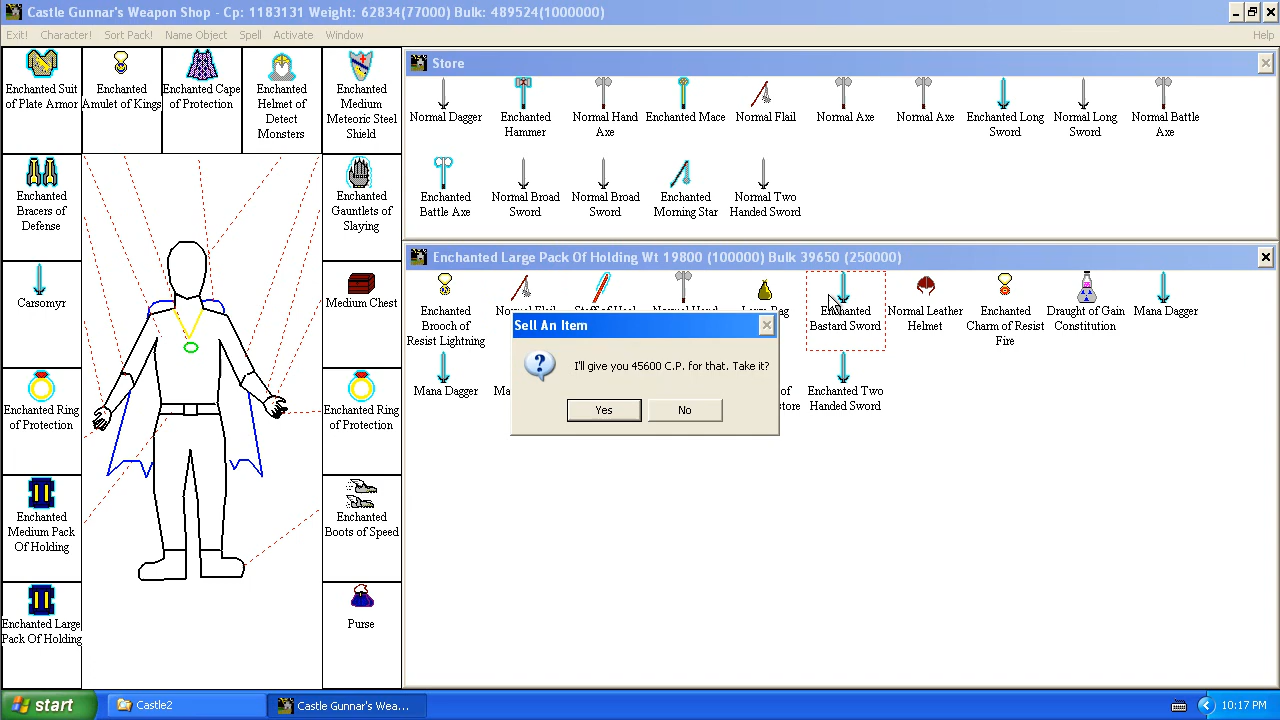 Castle Gunnar's Weapon Shop - Cp: 1183131 Weight: 62834(77000) Bulk: 489524(1000000)
Exit! Character! Sort Pack! Name Object Spell Activate Window Help
Enchanted Suit
of Plate Armor
Enchanted
Amulet of Kings
Enchanted Cape
of Protection
Enchanted
Helmet of
Detect
Monsters
Enchanted
Medium
Meteoric Steel
Shield
Enchanted
Bracers of
Defense
Enchanted
Gauntlets of
Slaying
Carsomyr
Medium Chest
Enchanted Ring
of Protection
Enchanted Ring
of Protection
Enchanted
Medium Pack
Of Holding
Enchanted
Boots of Speed
Enchanted Large
Pack Of Holding
Purse
Store
Normal Dagger
Enchanted
Hammer
Normal Hand
Axe
Enchanted Mace
Normal Flail
Normal Axe
Normal Axe
Enchanted Long
Sword
Normal Long
Sword
Normal Battle
Axe
Enchanted
Battle Axe
Normal Broad
Sword
Normal Broad
Sword
Enchanted
Morning Star
Normal Two
Handed Sword
Enchanted Large Pack Of Holding Wt 19800 (100000) Bulk 39650 (250000)
Enchanted
Brooch of
Resist Lightning
Enchanted
Bastard Sword
Normal Leather
Helmet
Enchanted
Charm of Resist
Fire
Draught of Gain
Constitution
Mana Dagger
Mana Dagger
Enchanted Two
Handed Sword
Sell An Item
I'll give you 45600 C.P. for that. Take it?
Yes
No
start
Castle2
Castle Gunnar's Wea...
10:17 PM